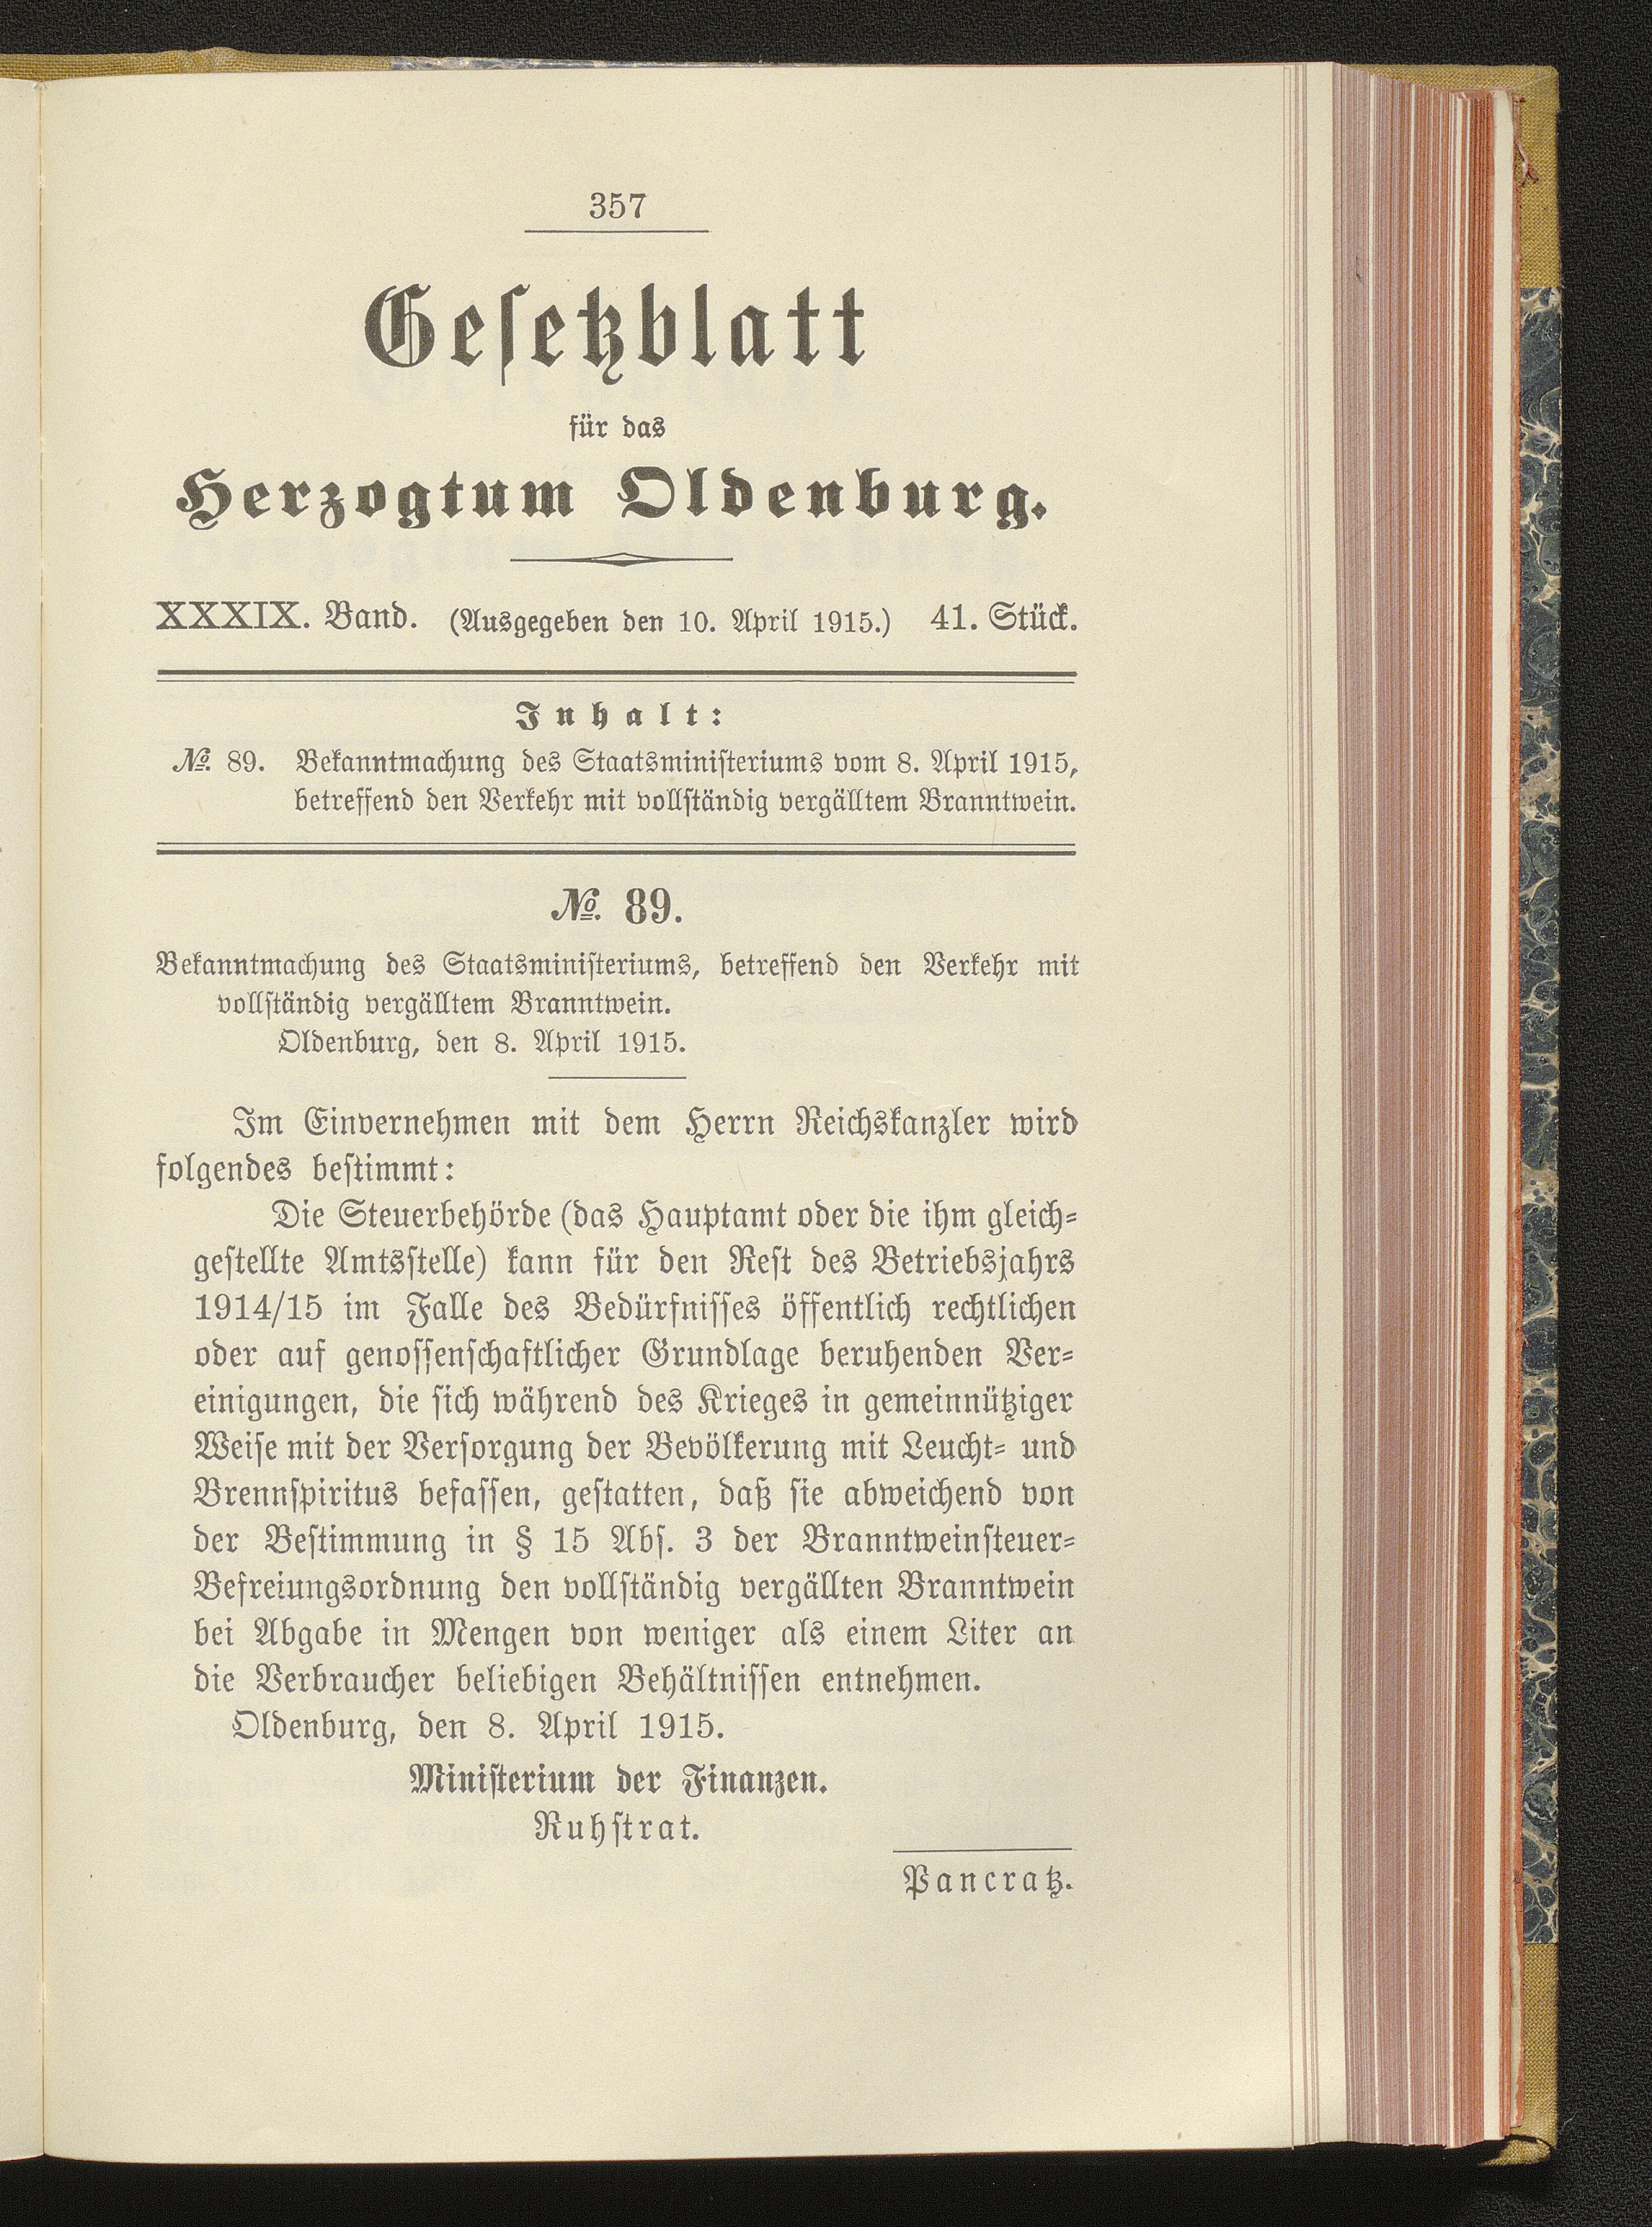 357
Gesetzblatt
für das
Herzogtum Oldenburg.
XXXIX. Band. (Ausgegeben den 10. April 1915.) 41. Stück.
Inhalt:
№. 89. Bekanntmachung des Staatsministeriums vom 8. April 1915,
betreffend den Verkehr mit vollständig vergälltem Branntwein.
№. 89.
Bekanntmachung des Staatsministeriums, betreffend den Verkehr mit
vollständig vergälltem Branntwein.
Oldenburg, den 8. April 1915.
Im Einvernehmen mit dem Herrn Reichskanzler wird
folgendes bestimmt:
Die Steuerbehörde (das Hauptamt oder die ihm gleich-
gestellte Amtsstelle) kann für den Rest des Betriebsjahrs
1914/15 im Falle des Bedürfnisses öffentlich rechtlichen
oder auf genossenschaftlicher Grundlage beruhenden Ver-
einigungen, die sich während des Krieges in gemeinnütziger
Weise mit der Versorgung der Bevölkerung mit Leucht- und
Brennspiritus befassen, gestatten, daß sie abweichend von
der Bestimmung in § 15 Abs. 3 der Branntweinsteuer-
Befreiungsordnung den vollständig vergällten Branntwein
bei Abgabe in Mengen von weniger als einem Liter an
die Verbraucher beliebigen Behältnissen entnehmen.
Oldenburg, den 8. April 1915.
Ministerium der Finanzen.
Ruhstrat.
Pancratz.